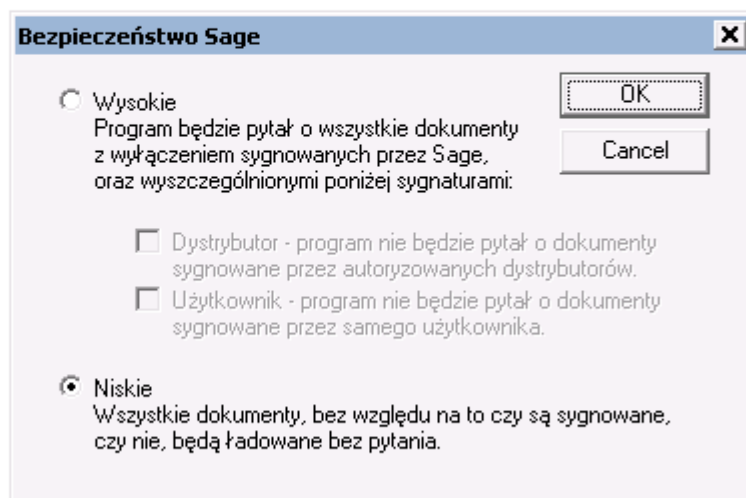 Bezpieczeństwo Sage
Wysokie
Program będzie pytał o wszystkie dokumenty
z wyłączeniem sygnowanych przez Sage,
oraz wyszczególnionymi poniżej sygnaturami:
OK
Cancel
Dystrybutor - program nie będzie pytał o dokumenty
sygnowane przez autoryzowanych dystrybutorów.
Użytkownik - program nie będzie pytał o dokumenty
sygnowane przez samego użytkownika.
Niskie
Wszystkie dokumenty, bez względu na to czy są sygnowane,
czy nie, będą ładowane bez pytania.